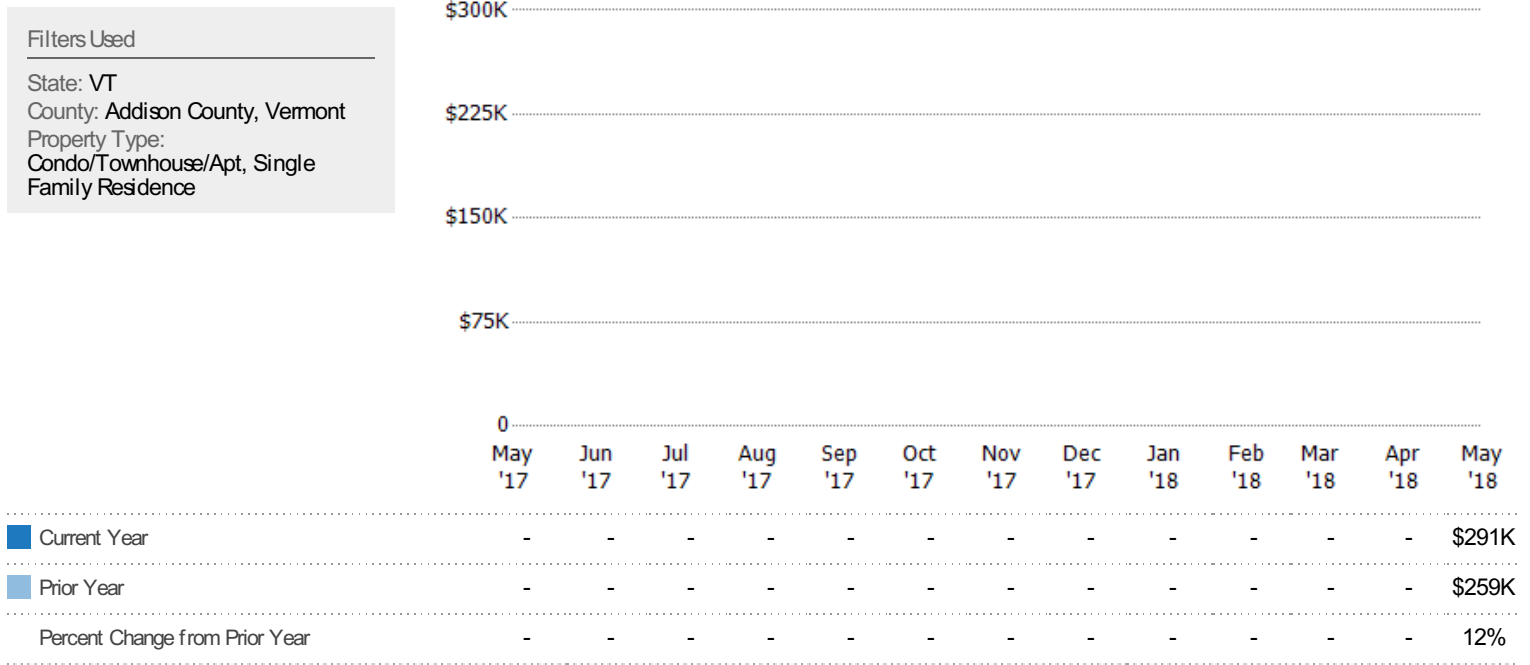 Filters Used
State: VT
County: Addison County, Vermont
Property Type:
Condo/Townhouse/Apt, Single
Family Residence
$300K
$225K
$150K
$75K
0
May Jun Jul Aug Sep Oct Nov Dec Jan Feb Mar Apr May
'17 '17 '17 '17 '17 '17 '17 '17 '18 '18 '18 '18 '18
Current Year - - - - - - - - - - - - $291K
Prior Year - - - - - - - - - - - - $259K
Percent Change from Prior Year - - - - - - - - - - - - 12%